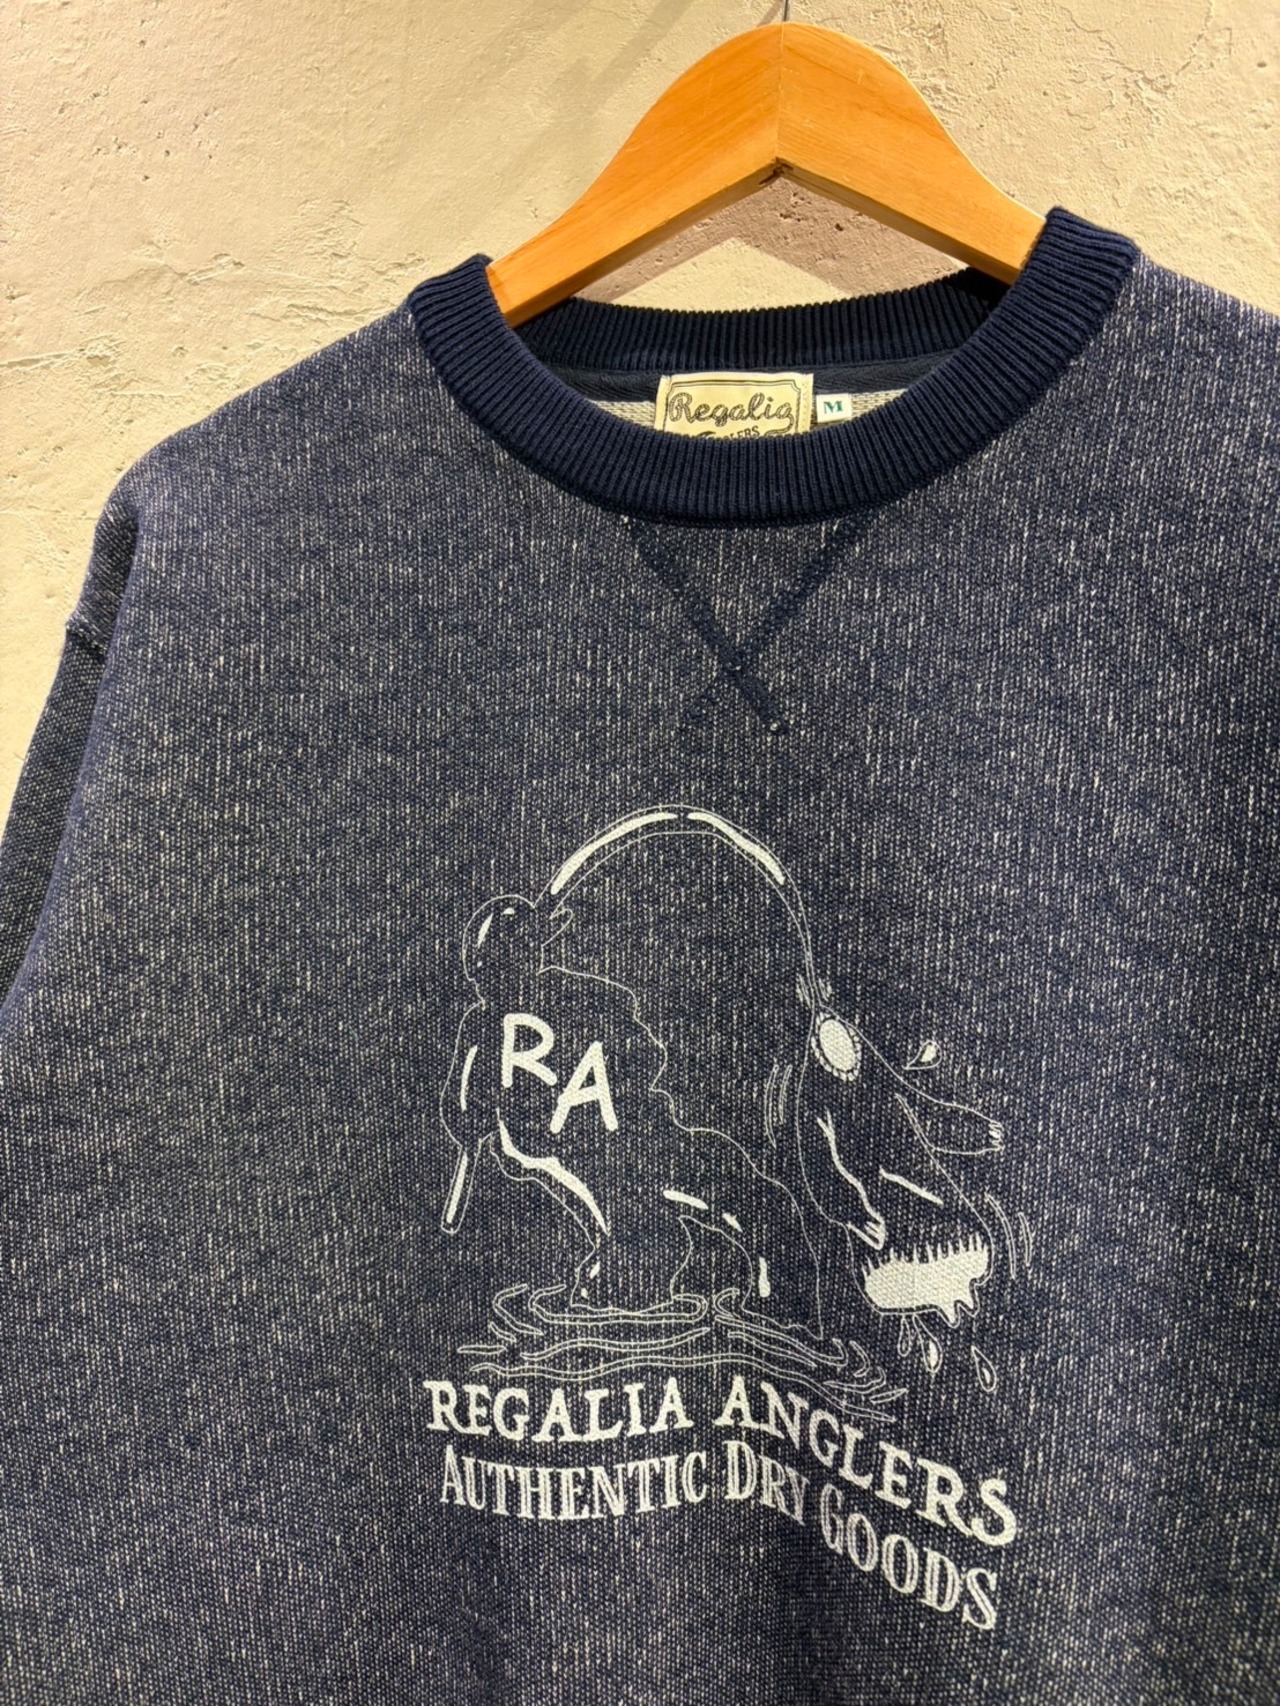 Regalia
M
RA
REGALIA ANGLERS
AUTHENTIC DRY GOODS